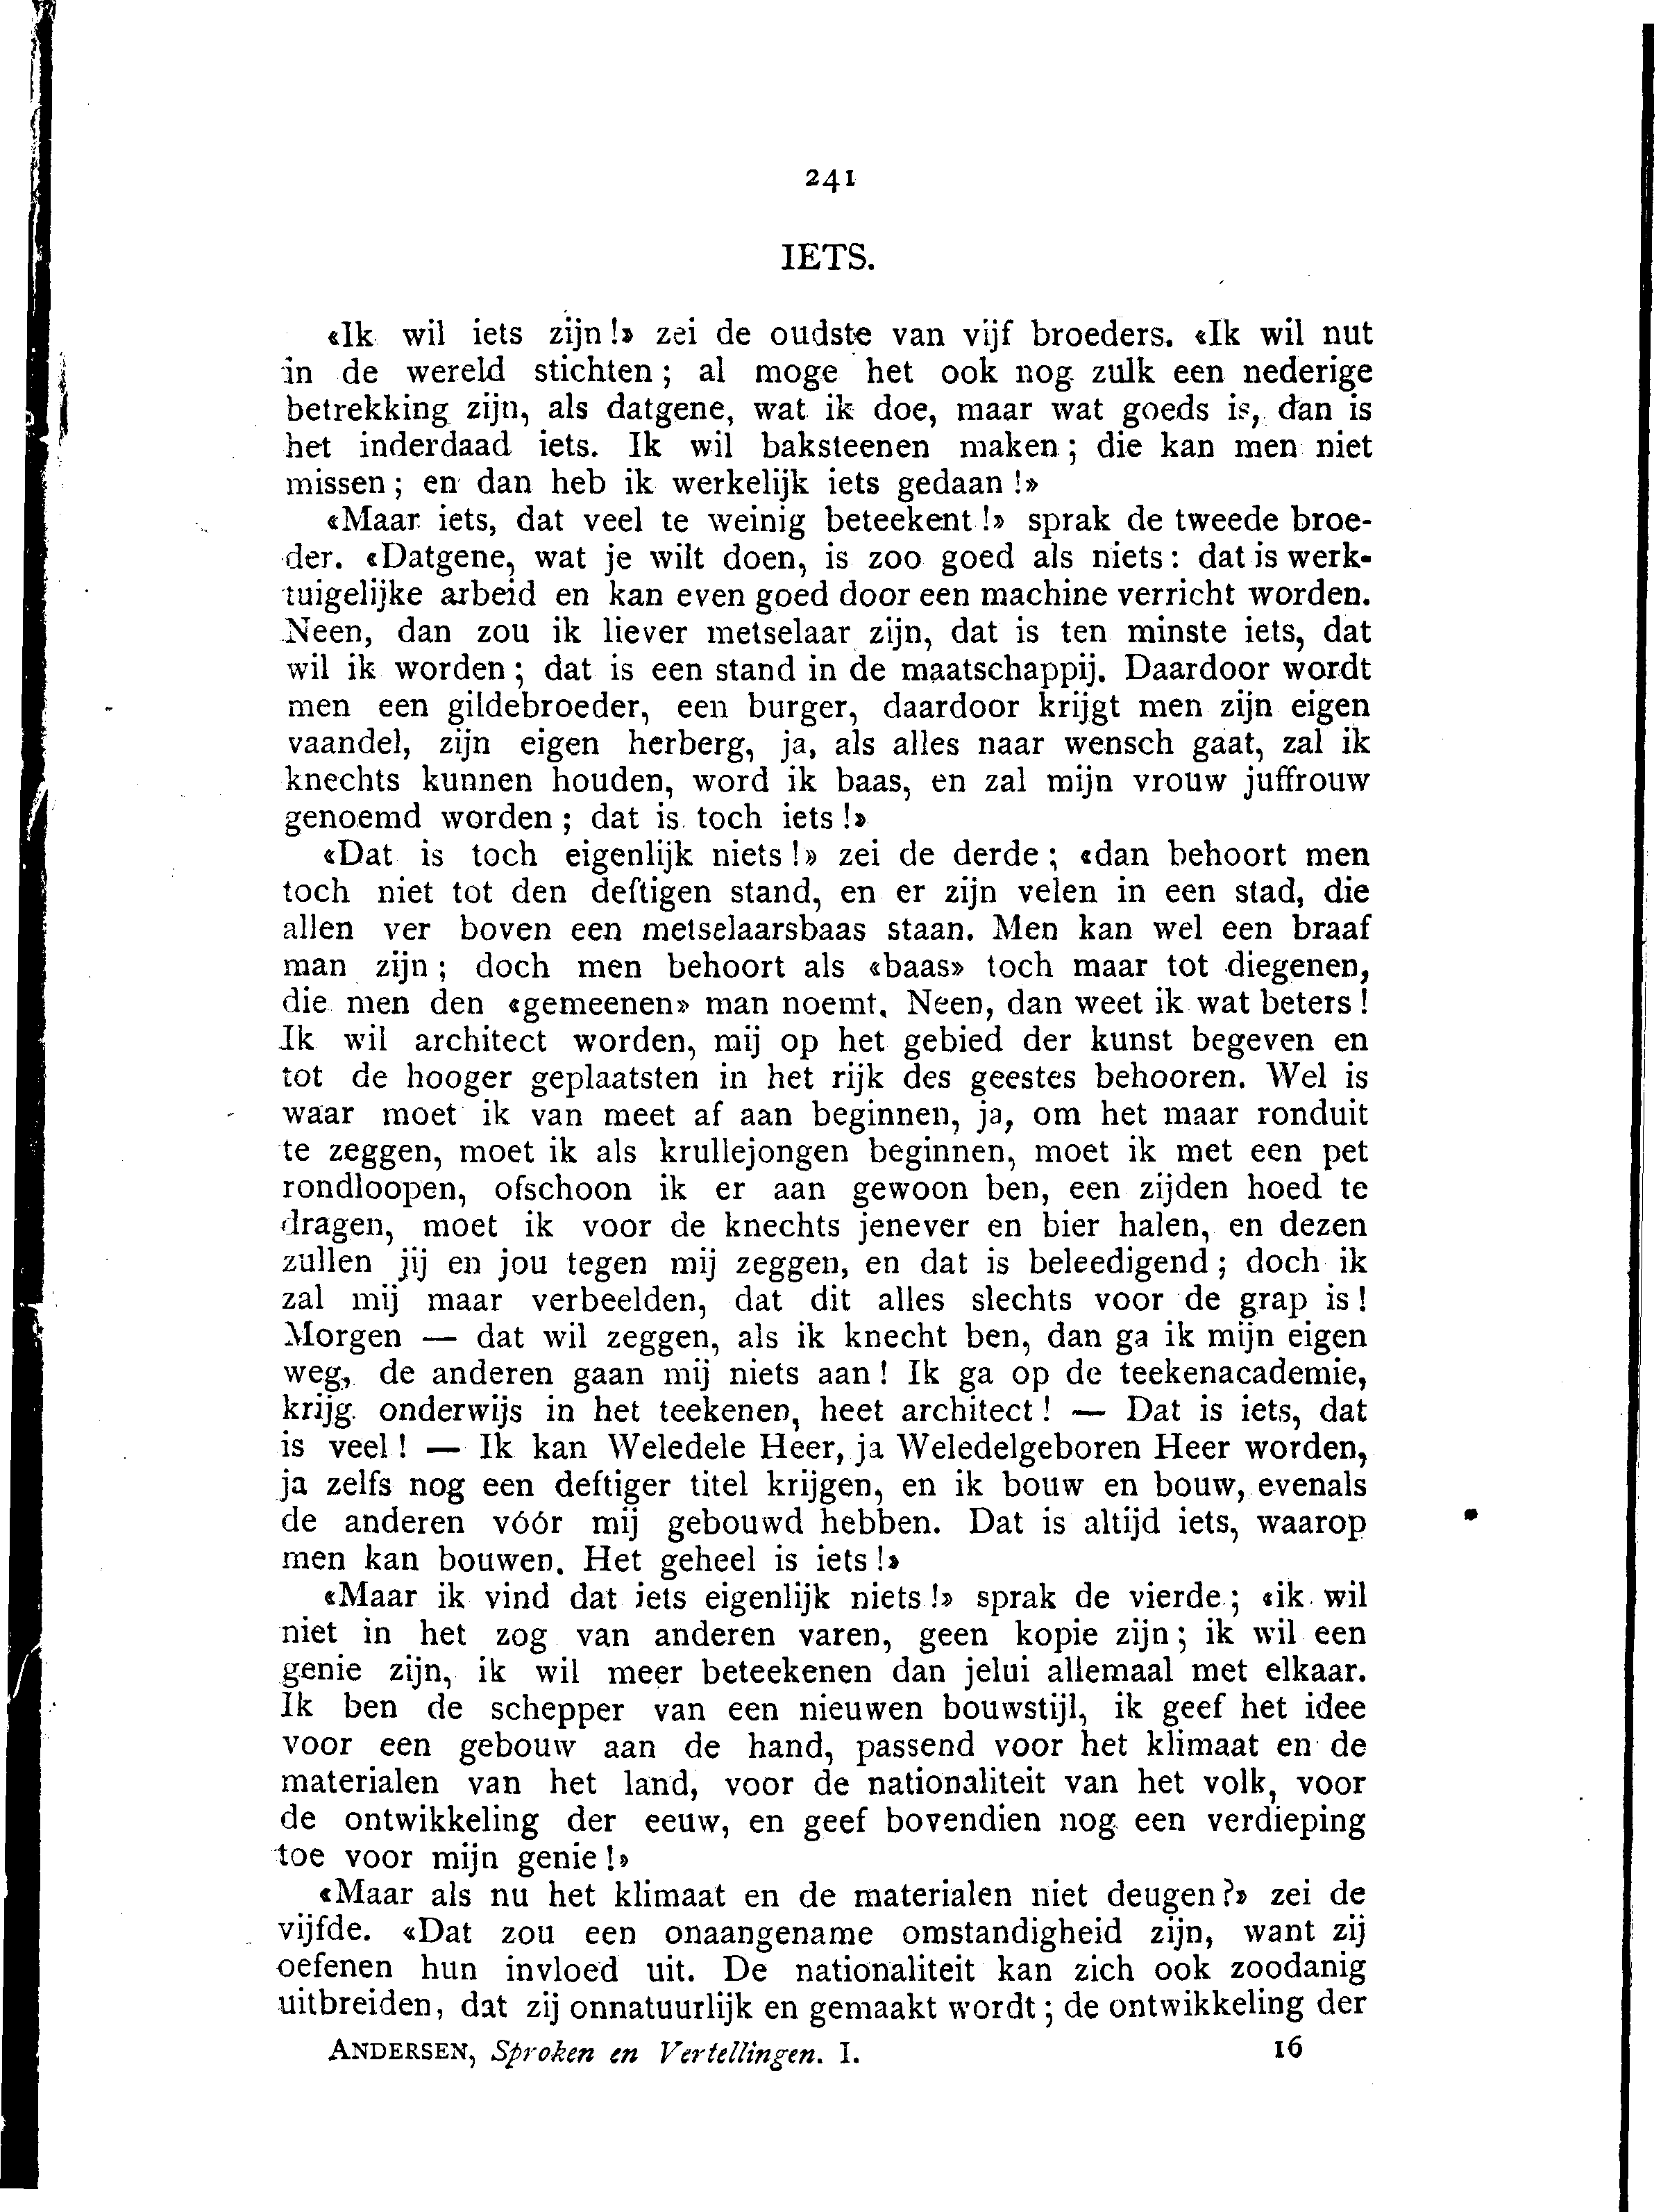 241
IETS.
«Ik wil iets zijn!» zei de oudste van vijf broeders. «Ik wil nut
in de wereld stichten; al moge het ook nog zulk een nederige
betrekking zijn, als datgene, wat ik doe, maar wat goeds is, dan is
het inderdaad iets. Ik wil baksteenen maken; die kan men niet
missen; en dan heb ik werkelijk iets gedaan!»
«Maar iets, dat veel te weinig beteekent!» sprak de tweede broe-
der. «Datgene, wat je wilt doen, is zoo goed als niets: dat is werk-
tuigelijke arbeid en kan even goed door een machine verricht worden.
Neen, dan zou ik liever metselaar zijn, dat is ten minste iets, dat
wil ik worden; dat is een stand in de maatschappij. Daardoor wordt
men een gildebroeder, een burger, daardoor krijgt men zijn eigen
vaandel, zijn eigen herberg, ja, als alles naar wensch gaat, zal ik
knechts kunnen houden, word ik baas, en zal mijn vrouw juffrouw
genoemd worden; dat is toch iets!»
«Dat is toch eigenlijk niets!» zei de derde; «dan behoort men
toch niet tot den deftigen stand, en er zijn velen in een stad, die
allen ver boven een metselaarsbaas staan. Men kan wel een braaf
man zijn; doch men behoort als «baas» toch maar tot diegenen,
die men den «gemeenen» man noemt. Neen, dan weet ik wat beters!
Ik wil architect worden, mij op het gebied der kunst begeven en
tot de hooger geplaatsten in het rijk des geestes behooren. Wel is
waar moet ik van meet af aan beginnen, ja, om het maar ronduit
te zeggen, moet ik als krullejongen beginnen, moet ik met een pet
rondloopen, ofschoon ik er aan gewoon ben, een zijden hoed te
dragen, moet ik voor de knechts jenever en bier halen, en dezen
zullen jij en jou tegen mij zeggen, en dat is beleedigend; doch ik
zal mij maar verbeelden, dat dit alles slechts voor de grap is!
Morgen — dat wil zeggen, als ik knecht ben, dan ga ik mijn eigen
weg, de anderen gaan mij niets aan! Ik ga op de teekenacademie,
krijg onderwijs in het teekenen, heet architect! — Dat is iets, dat
is veel! — Ik kan Weledele Heer, ja Weledelgeboren Heer worden,
ja zelfs nog een deftiger titel krijgen, en ik bouw en bouw, evenals
de anderen vóór mij gebouwd hebben. Dat is altijd iets, waarop
men kan bouwen. Het geheel is iets!»
«Maar ik vind dat iets eigenlijk niets!» sprak de vierde; «ik wil
niet in het zog van anderen varen, geen kopie zijn; ik wil een
genie zijn, ik wil meer beteekenen dan jelui allemaal met elkaar.
Ik ben de schepper van een nieuwen bouwstijl, ik geef het idee
voor een gebouw aan de hand, passend voor het klimaat en de
materialen van het land, voor de nationaliteit van het volk, voor
de ontwikkeling der eeuw, en geef bovendien nog een verdieping
toe voor mijn genie!»
«Maar als nu het klimaat en de materialen niet deugen?» zei de
vijfde. «Dat zou een onaangename omstandigheid zijn, want zij
oefenen hun invloed uit. De nationaliteit kan zich ook zoodanig
uitbreiden, dat zij onnatuurlijk en gemaakt wordt; de ontwikkeling der
ANDERSEN, Sproken en Vertellingen. I. 16